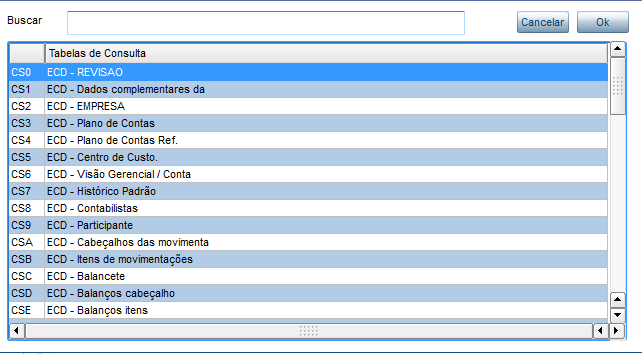 Buscar Cancelar Ok
Tabelas de Consulta
CS0 ECD - REVISAO
CS1 ECD - Dados complementares da
CS2 ECD - EMPRESA
CS3 ECD - Plano de Contas
CS4 ECD - Plano de Contas Ref.
CS5 ECD - Centro de Custo.
CS6 ECD - Visão Gerencial / Conta
CS7 ECD - Histórico Padrão
CS8 ECD - Contabilistas
CS9 ECD - Participante
CSA ECD - Cabeçalhos das movimenta
CSB ECD - Itens de movimentações
CSC ECD - Balancete
CSD ECD - Balanços cabeçalho
CSE ECD - Balanços itens